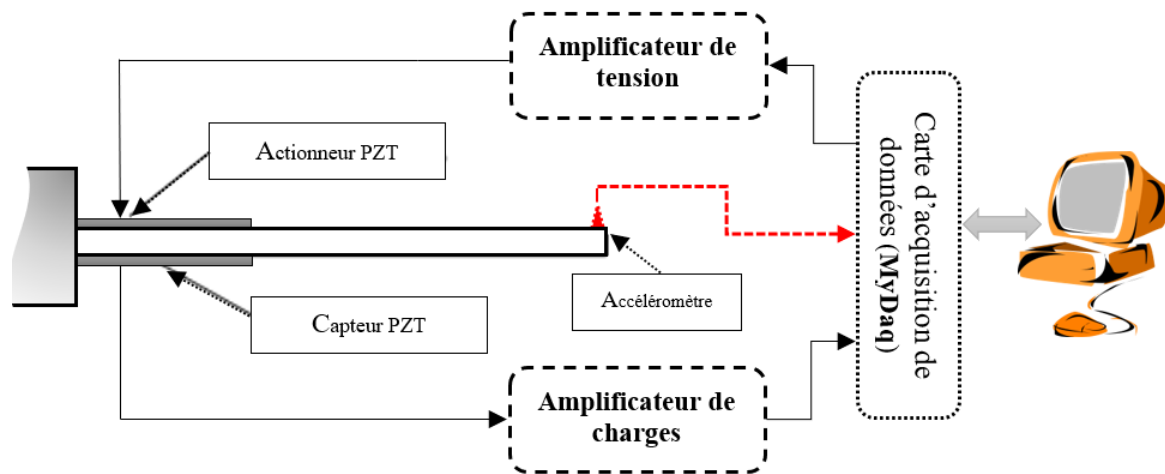 Amplificateur de
tension
Actionneur PZT
Carte d'acquisition de
données (MyDaq)
Accéléromètre
Capteur PZT
Amplificateur de
charges